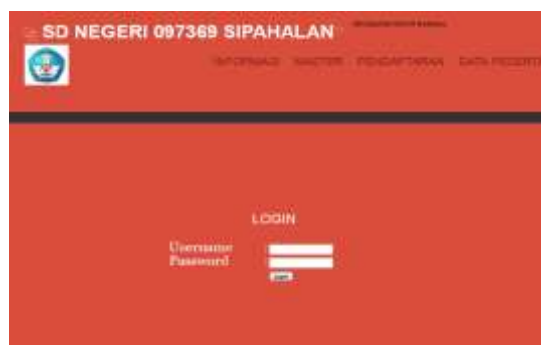 SD NEGERI 097369 SIPAHALAN
INFORMASI MASTER PENDAFTARAN DATA PESERTA
LOGIN
Username
Password